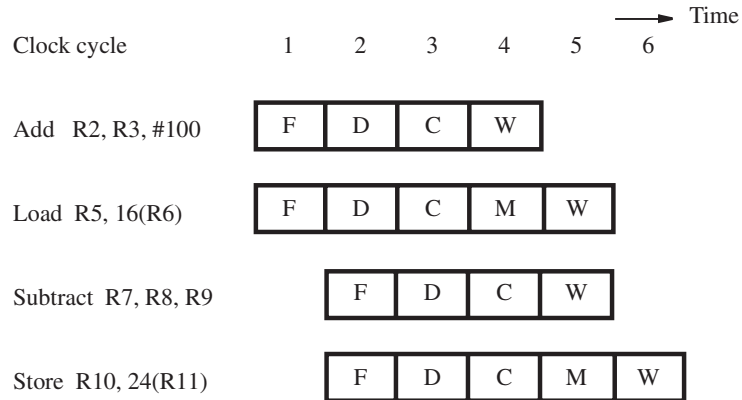 Time
Clock cycle 1 2 3 4 5 6
Add R2, R3, #100 F D C W
Load R5, 16(R6) F D C M W
Subtract R7, R8, R9 F D C W
Store R10, 24(R11) F D C M W